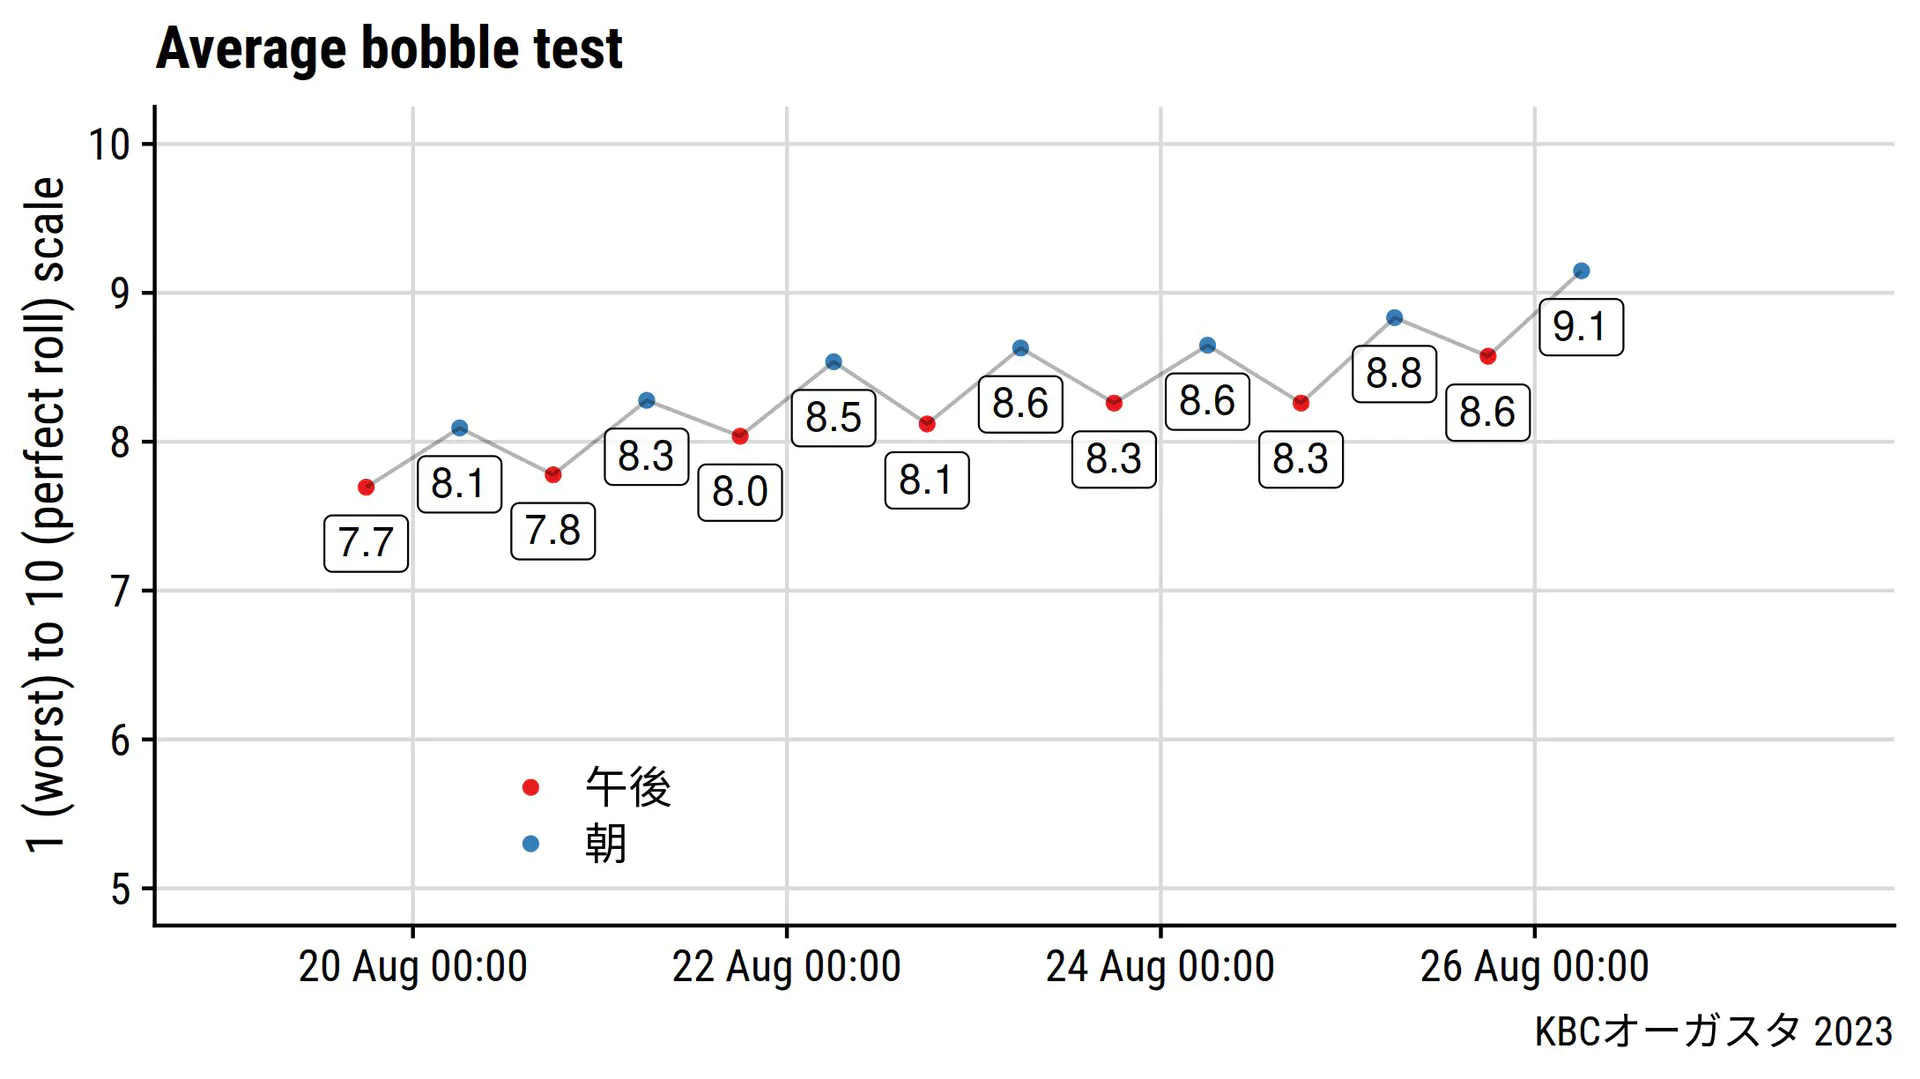 Average bobble test
1 (worst) to 10 (perfect roll) scale
10
9
8
7
6
5
7.7
8.1
7.8
8.3
8.0
8.5
8.1
8.6
8.3
8.6
8.3
8.8
8.6
9.1
午後
朝
20 Aug 00:00
22 Aug 00:00
24 Aug 00:00
26 Aug 00:00
KBCオーガスタ 2023